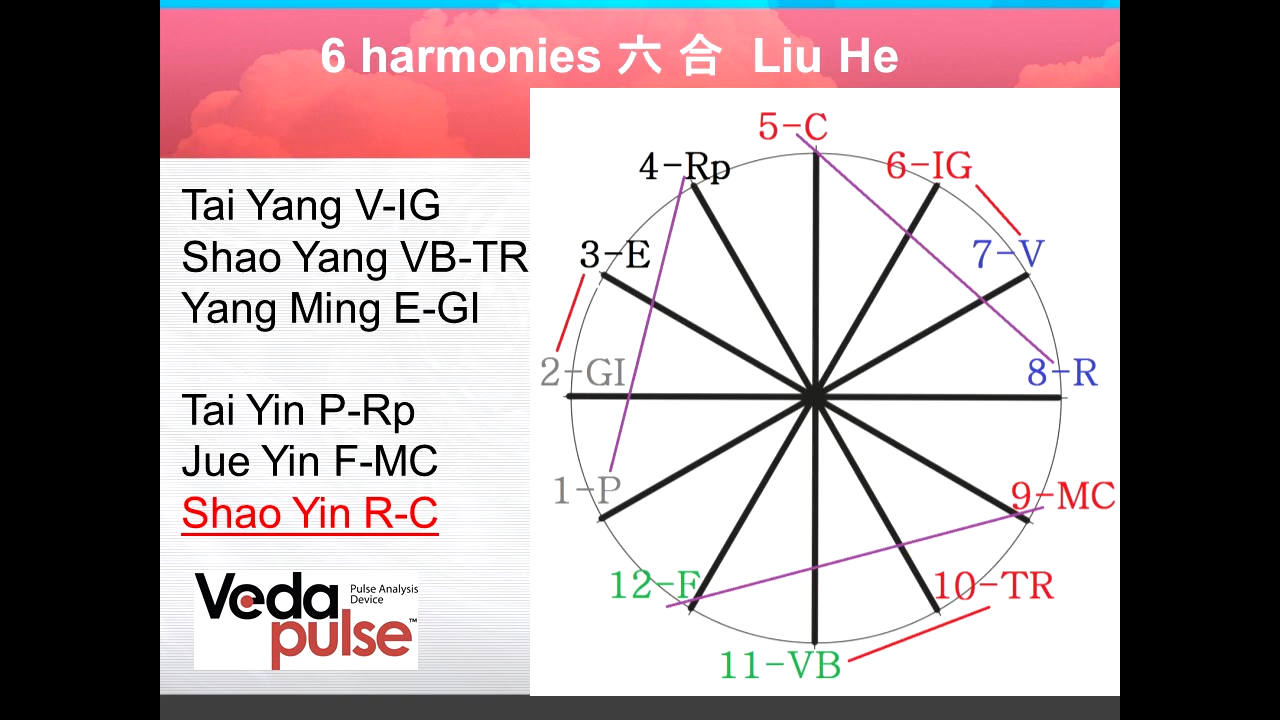 6 harmonies 六 合 Liu He
Tai Yang V-IG
Shao Yang VB-TR
Yang Ming E-GI
Tai Yin P-Rp
Jue Yin F-MC
Shao Yin R-C
Veda pulse™
Pulse Analysis
Device
5-C
4-Rp
6-IG
3-E
7-V
2-GI
8-R
1-P
9-MC
12-F
10-TR
11-VB